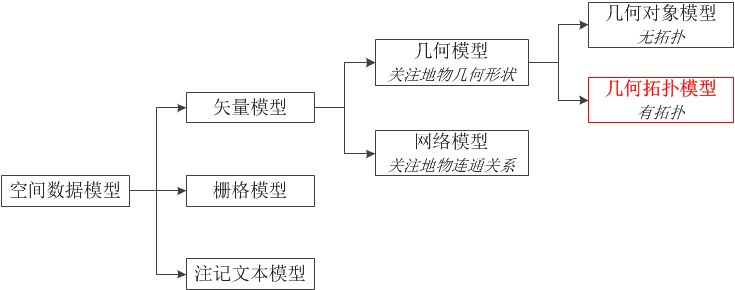 空间数据模型
矢量模型
栅格模型
注记文本模型
几何模型
关注地物几何形状
网络模型
关注地物连通关系
几何对象模型
无拓扑
几何拓扑模型
有拓扑